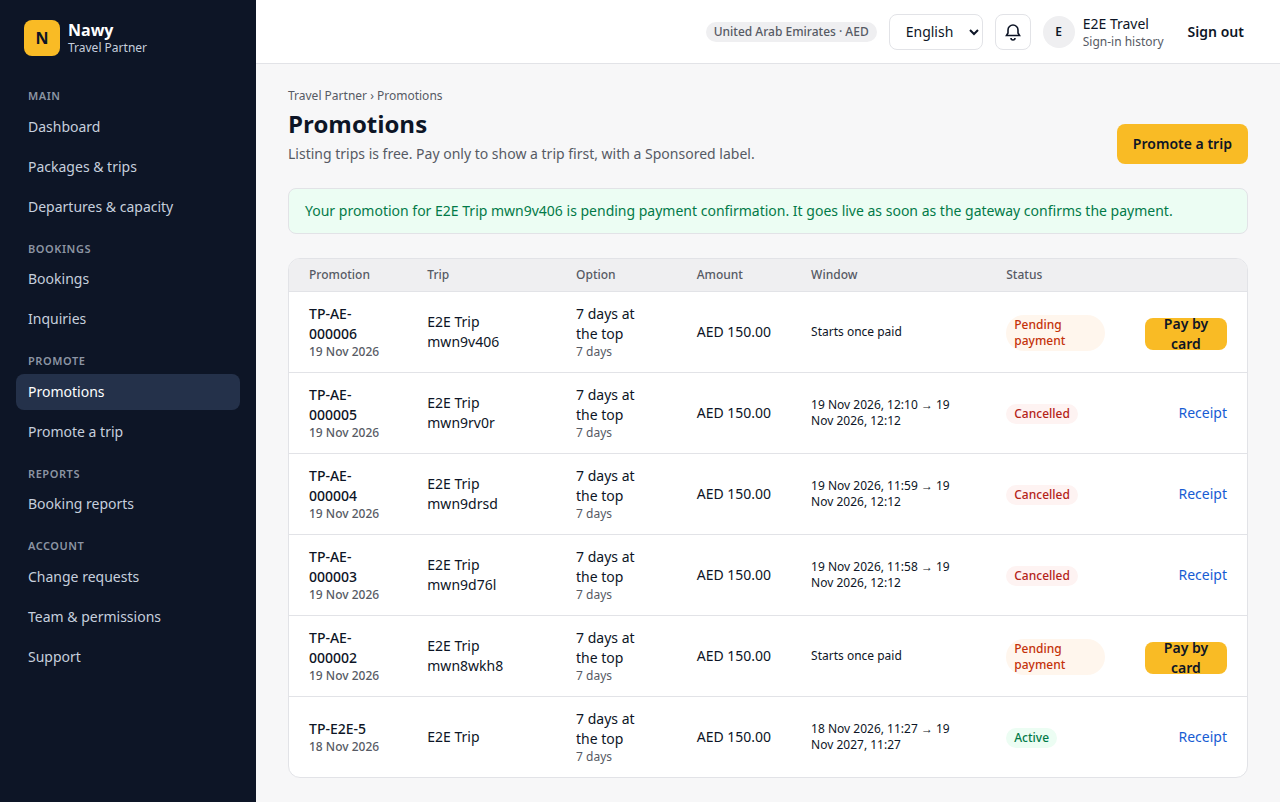 N
Nawy
Travel Partner
United Arab Emirates · AED
English
E
E2E Travel
Sign-in history
Sign out
MAIN
Dashboard
Packages & trips
Departures & capacity
BOOKINGS
Bookings
Inquiries
PROMOTE
Promotions
Promote a trip
REPORTS
Booking reports
ACCOUNT
Change requests
Team & permissions
Support
Travel Partner › Promotions
Promotions
Listing trips is free. Pay only to show a trip first, with a Sponsored label.
Promote a trip
Your promotion for E2E Trip mwn9v406 is pending payment confirmation. It goes live as soon as the gateway confirms the payment.
Promotion Trip Option Amount Window Status
TP-AE-
000006
19 Nov 2026
E2E Trip
mwn9v406
7 days at
the top
7 days
AED 150.00
Starts once paid
Pending
payment
Pay by
card
TP-AE-
000005
19 Nov 2026
E2E Trip
mwn9rv0r
7 days at
the top
7 days
AED 150.00
19 Nov 2026, 12:10 → 19
Nov 2026, 12:12
Cancelled
Receipt
TP-AE-
000004
19 Nov 2026
E2E Trip
mwn9drsd
7 days at
the top
7 days
AED 150.00
19 Nov 2026, 11:59 → 19
Nov 2026, 12:12
Cancelled
Receipt
TP-AE-
000003
19 Nov 2026
E2E Trip
mwn9d76l
7 days at
the top
7 days
AED 150.00
19 Nov 2026, 11:58 → 19
Nov 2026, 12:12
Cancelled
Receipt
TP-AE-
000002
19 Nov 2026
E2E Trip
mwn8wkh8
7 days at
the top
7 days
AED 150.00
Starts once paid
Pending
payment
Pay by
card
TP-E2E-5
18 Nov 2026
E2E Trip
7 days at
the top
7 days
AED 150.00
18 Nov 2026, 11:27 → 19
Nov 2027, 11:27
Active
Receipt